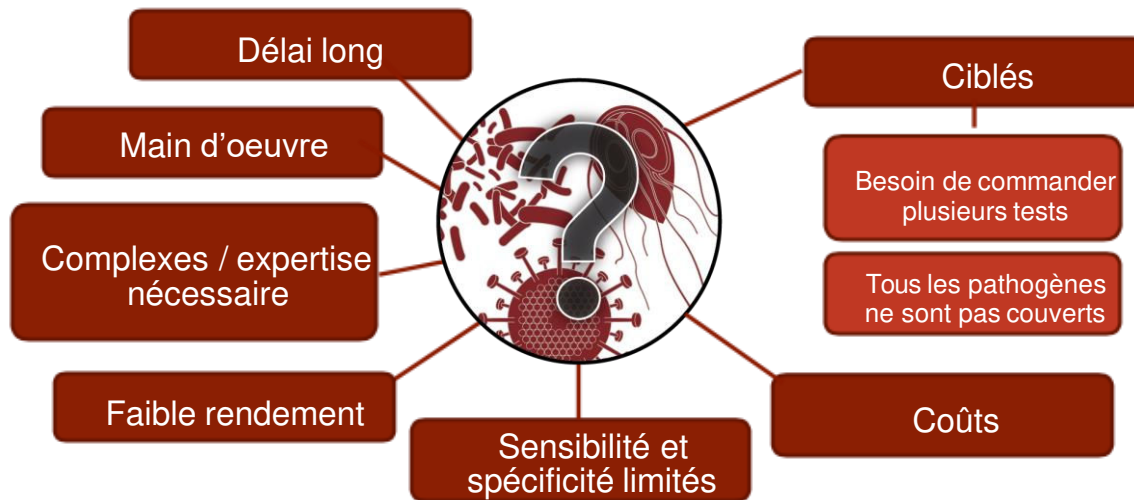 Délai long
Main d'oeuvre
Complexes / expertise
nécessaire
Faible rendement
Sensibilité et
spécificité limités
?
Ciblés
Besoin de commander
plusieurs tests
Tous les pathogènes
ne sont pas couverts
Coûts